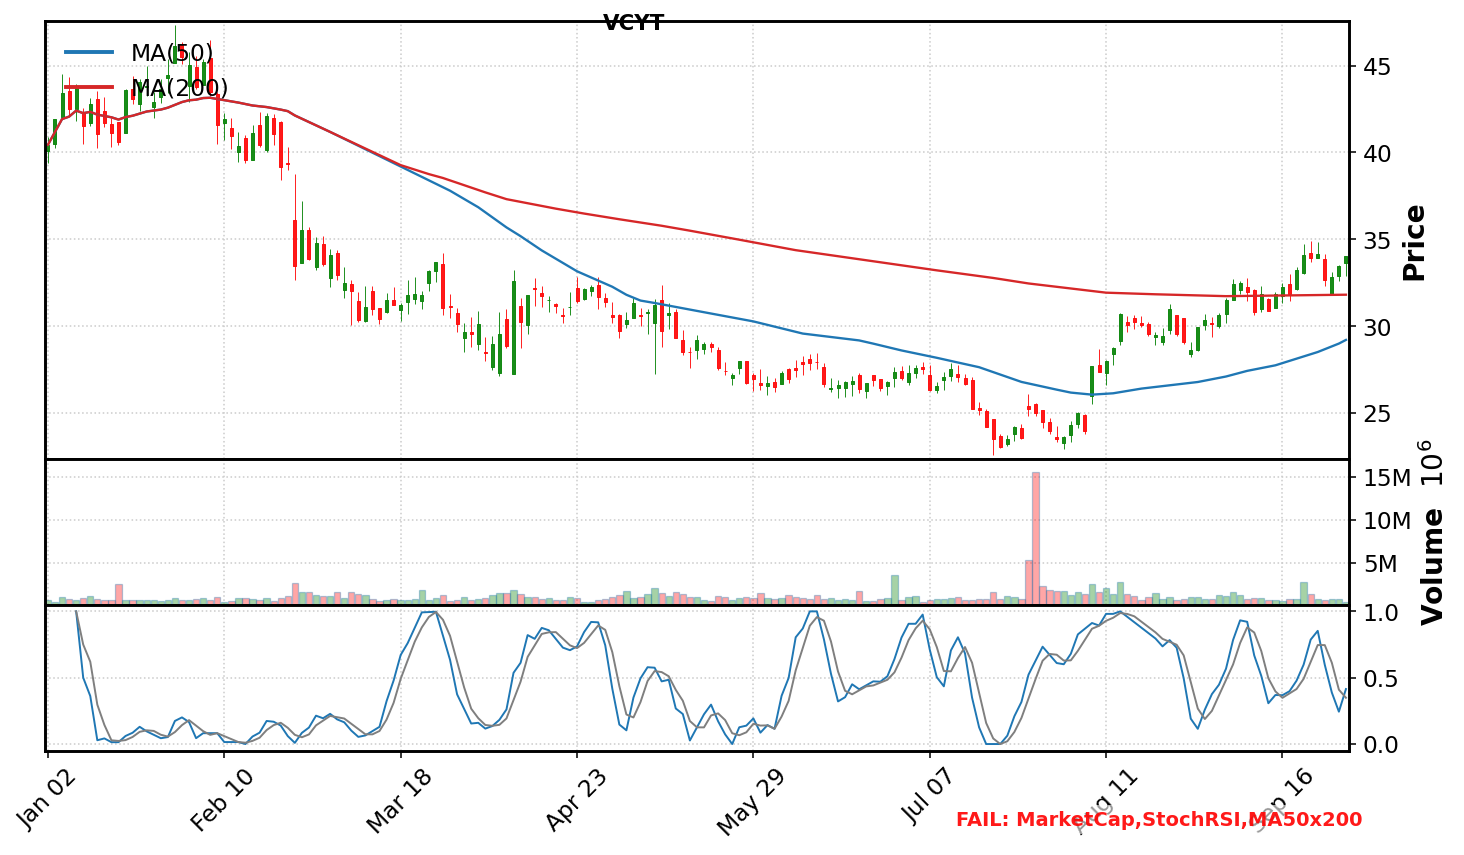 VCYT
MA(50)
MA(200)
45
40
35
30
25
Price
15M
10M
5M
Volume 10^6
1.0
0.5
0.0
Jan 02
Feb 10
Mar 18
Apr 23
May 29
Jul 07
Aug 11
Sep 16
FAIL: MarketCap,StochRSI,MA50x200